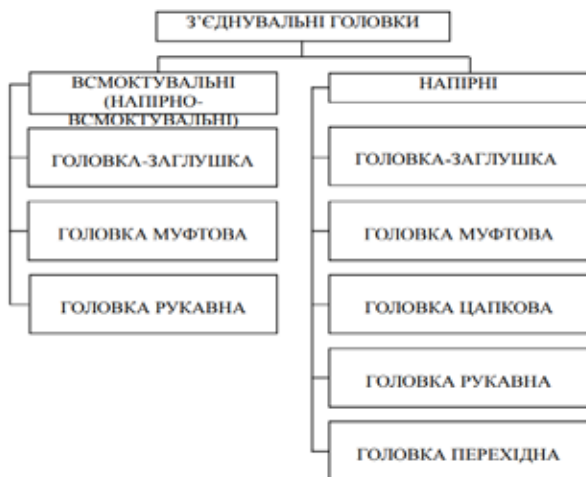 З'ЄДНУВАЛЬНІ ГОЛОВКИ
ВСМОКТУВАЛЬНІ
(НАПІРНО-
ВСМОКТУВАЛЬНІ)
ГОЛОВКА-ЗАГЛУШКА
ГОЛОВКА МУФТОВА
ГОЛОВКА РУКАВНА
НАПІРНІ
ГОЛОВКА-ЗАГЛУШКА
ГОЛОВКА МУФТОВА
ГОЛОВКА ЦАПКОВА
ГОЛОВКА РУКАВНА
ГОЛОВКА ПЕРЕХІДНА